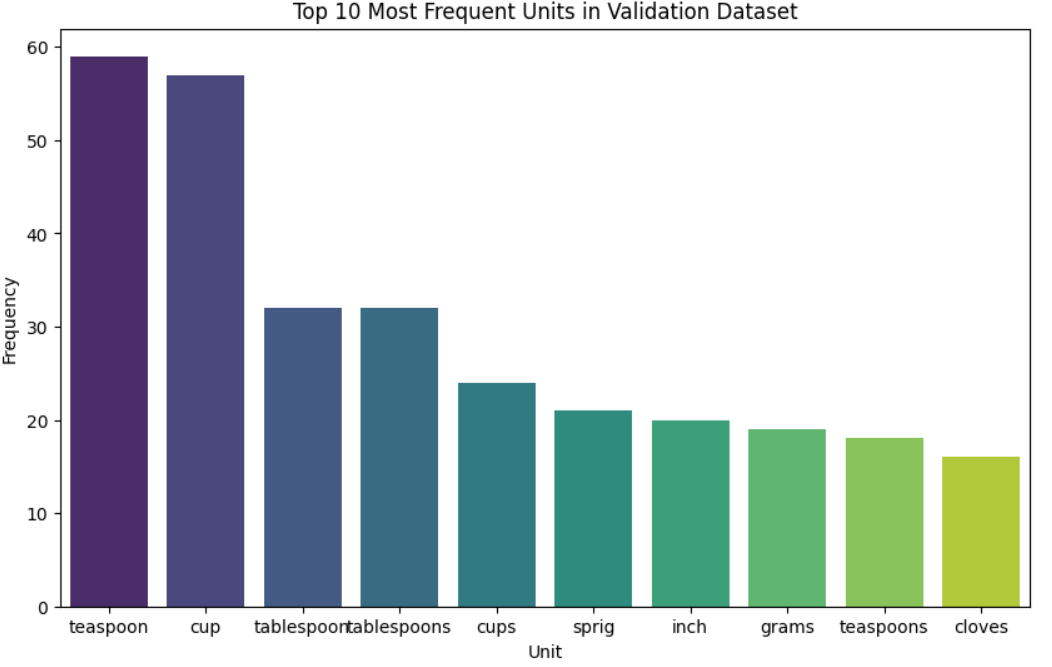 Top 10 Most Frequent Units in Validation Dataset
60
50
40
30
20
10
0
Frequency
teaspoon cup tablespoon tablespoons cups sprig inch grams teaspoons cloves
Unit